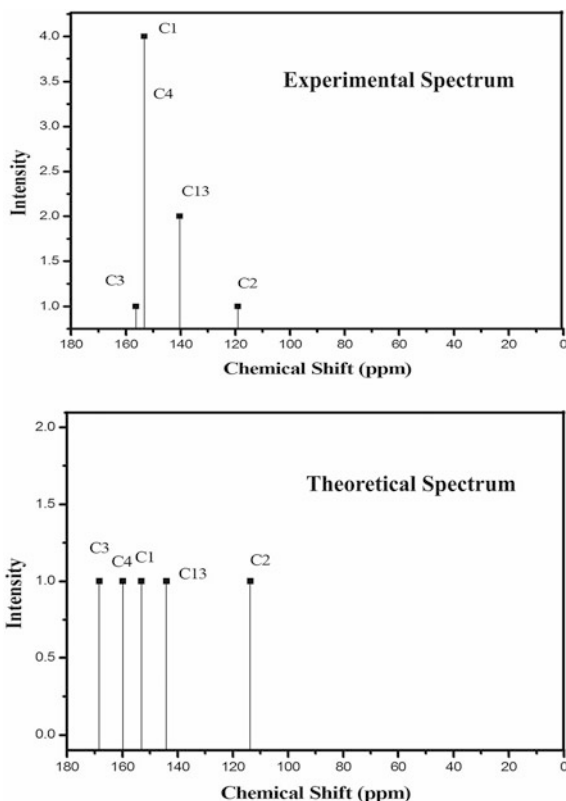 C1
4.0
Experimental Spectrum
3.5
C4
3.0
Intensity
2.5
C13
2.0
1.5
C3
C2
1.0
180 160 140 120 100 80 60 40 20 0
Chemical Shift (ppm)
2.0
Theoretical Spectrum
1.5
C3
C4 C1
C13
C2
1.0
Intensity
0.5
0.0
180 160 140 120 100 80 60 40 20 0
Chemical Shift (ppm)